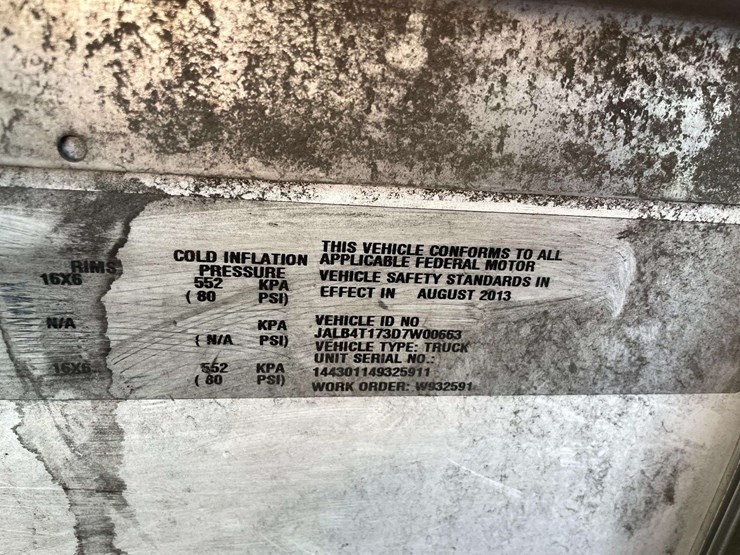 RIMS
16X6
N/A
16X6
COLD INFLATION
PRESSURE
552 KPA
( 80 PSI)
KPA
( N/A PSI)
552 KPA
( 80 PSI)
THIS VEHICLE CONFORMS TO ALL
APPLICABLE FEDERAL MOTOR
VEHICLE SAFETY STANDARDS IN
EFFECT IN AUGUST 2013
VEHICLE ID NO
JALB4T173D7W00663
VEHICLE TYPE: TRUCK
UNIT SERIAL NO.:
144301149325911
WORK ORDER: W932591